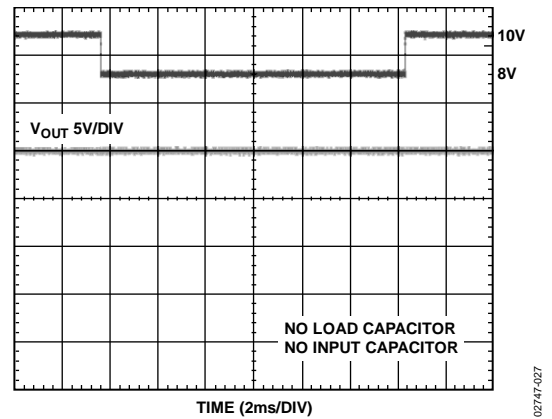 10V
8V
VOUT 5V/DIV
NO LOAD CAPACITOR
NO INPUT CAPACITOR
TIME (2ms/DIV)
02747-027